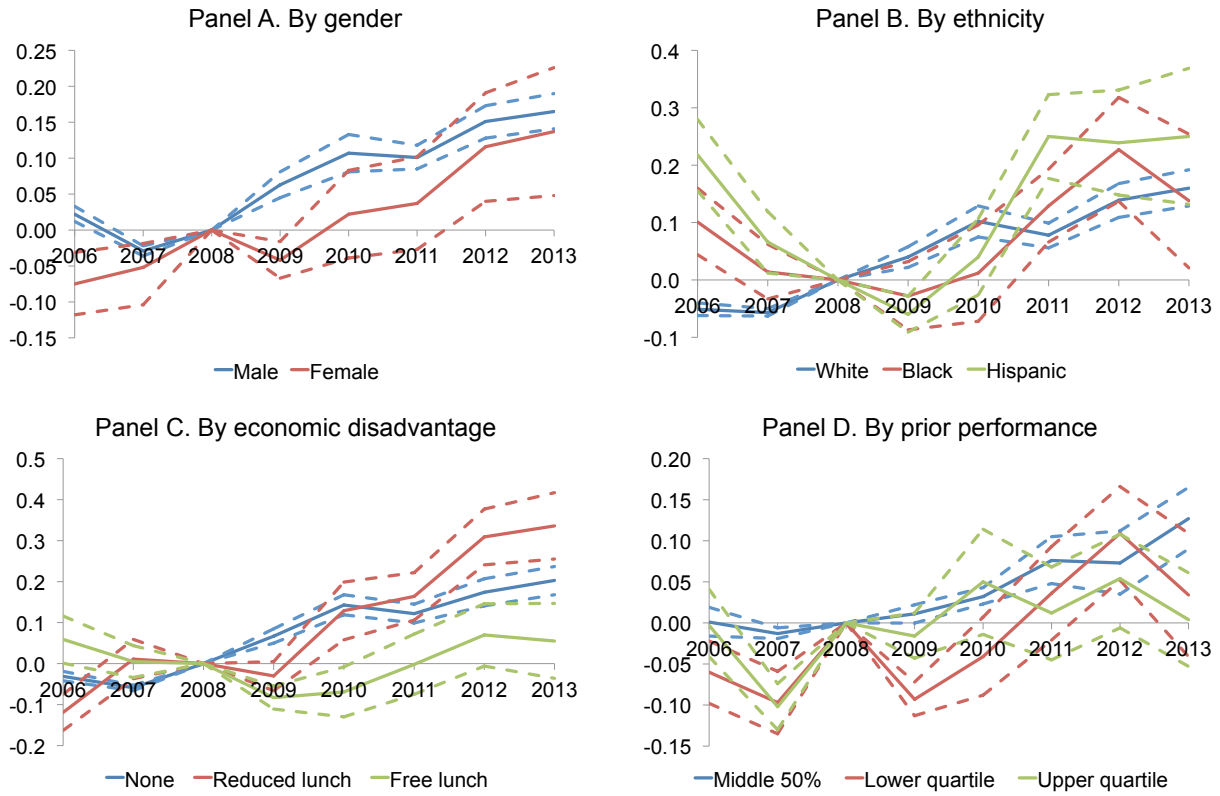 Panel A. By gender
0.25
0.20
0.15
0.10
0.05
0.00
-0.05
-0.10
-0.15
2006 2007 2008 2009 2010 2011 2012 2013
Male Female
Panel B. By ethnicity
0.4
0.3
0.2
0.1
0.0
-0.1
2006 2007 2008 2009 2010 2011 2012 2013
White Black Hispanic
Panel C. By economic disadvantage
0.5
0.4
0.3
0.2
0.1
0.0
-0.1
-0.2
2006 2007 2008 2009 2010 2011 2012 2013
None Reduced lunch Free lunch
Panel D. By prior performance
0.20
0.15
0.10
0.05
0.00
-0.05
-0.10
-0.15
2006 2007 2008 2009 2010 2011 2012 2013
Middle 50% Lower quartile Upper quartile